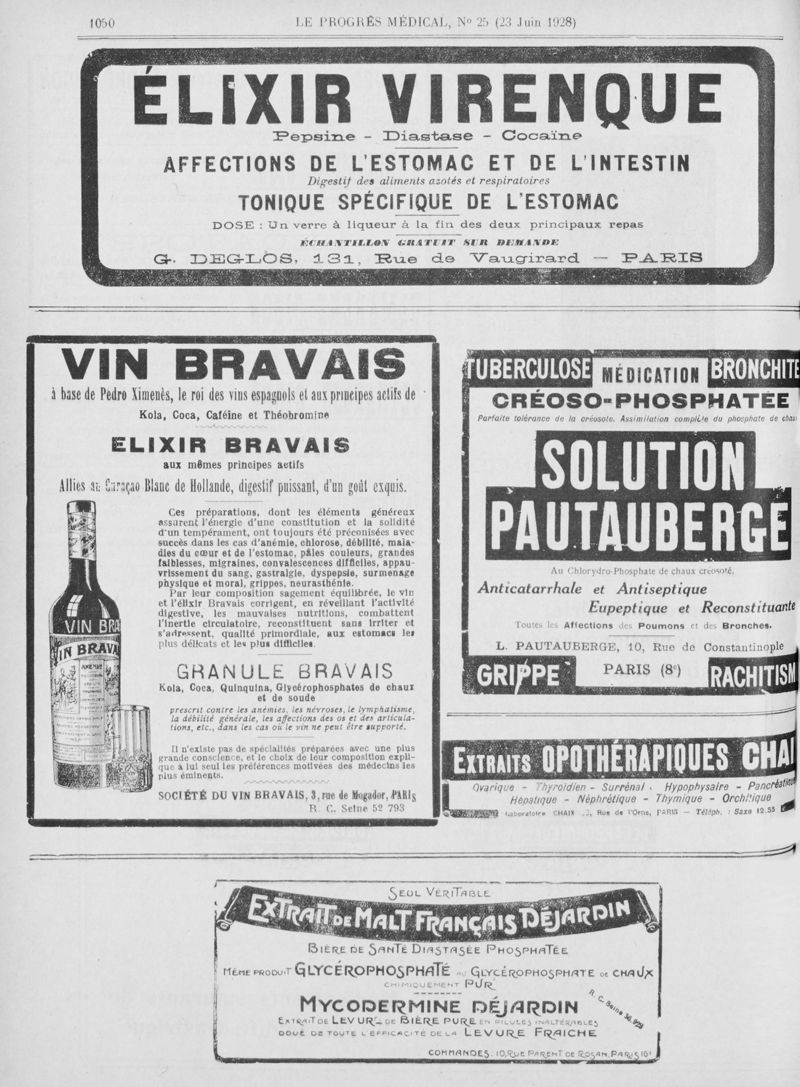 1050
LE PROGRÈS MÉDICAL, No 25 (23 Juin 1928)
ÉLIXIR VIRENQUE
Pepsine - Diastase - Cocaïne
AFFECTIONS DE L'ESTOMAC ET DE L'INTESTIN
Digestif des aliments azotés et respiratoires
TONIQUE SPÉCIFIQUE DE L'ESTOMAC
DOSE : Un verre à liqueur à la fin des deux principaux repas
ÉCHANTILLON GRATUIT SUR DEMANDE
G. DEGLOS, 131, Rue de Vaugirard — PARIS
VIN BRAVAIS
à base de Pedro Ximenès, le roi des vins espagnols et aux principes actifs de
Kola, Coca, Caféine et Théobromine
ELIXIR BRAVAIS
aux mêmes principes actifs
Alliés au Curaçao Blanc de Hollande, digestif puissant, d'un goût exquis.
Ces préparations, dont les éléments généreux
assurent l'énergie d'une constitution et la solidité
d'un tempérament, ont toujours été préconisées avec
succès dans les cas d'anémie, chlorose, débilité, mala-
dies du cœur et de l'estomac, pâles couleurs, grandes
faiblesses, migraines, convalescences difficiles, appau-
vrissement du sang, gastralgie, dyspepsie, surmenage
physique et moral, grippes, neurasthénie.
Par leur composition sagement équilibrée, le vin
et l'élixir Bravais corrigent, en réveillant l'activité
digestive, les mauvaises nutritions, combattent
l'inertie circulatoire, reconstituent sans irriter et
s'adressent, qualité primordiale, aux estomacs les
plus délicats et les plus difficiles.
VIN BRA
VIN BRAVAI
ANÉMIE
GRANULE BRAVAIS
Kola, Coca, Quinquina, Glycérophosphates de chaux
et de soude
prescrit contre les anémies, les névroses, le lymphatisme,
la débilité générale, les affections des os et des articula-
tions, etc., dans les cas où le vin ne peut être supporté.
Il n'existe pas de spécialités préparées avec une plus
grande conscience, et le choix de leur composition expli-
que à lui seul les préférences motivées des médecins les
plus éminents.
SOCIÉTÉ DU VIN BRAVAIS, 3, rue de Mogador, PARIS
R. C. Seine 52 793
TUBERCULOSE MÉDICATION BRONCHITE
CRÉOSO-PHOSPHATÉE
Parfaite tolérance de la créosote. Assimilation complète du phosphate de chau
SOLUTION
PAUTAUBERGE
Au Chlorydro-Phosphate de chaux créosoté.
Anticatarrhale et Antiseptique
Eupeptique et Reconstituante
Toutes les Affections des Poumons et des Bronches.
L. PAUTAUBERGE, 10, Rue de Constantinople
GRIPPE PARIS (8e) RACHITISM
EXTRAITS OPOTHÉRAPIQUES CHAI
Ovarique - Thyroïdien - Surrénal - Hypophysaire - Pancréatique
Hépatique - Néphrétique - Thymique - Orchitique
Laboratoire CHAIX Rue de l'Orne, PARIS — Téléph. : Saxe 12.55
SEUL VÉRITABLE
EXTRAIT DE MALT FRANÇAIS DÉJARDIN
BIÈRE DE SANTÉ DIASTASÉE PHOSPHATÉE
MÊME PRODUIT GLYCÉROPHOSPHATÉ AU GLYCÉROPHOSPHATE DE CHAUX
CHIMIQUEMENT PUR
MYCODERMINE DÉJARDIN
R. C. Seine
EXTRAIT DE LEVURE DE BIÈRE PURE EN PILULES INALTÉRABLES
DOUÉ DE TOUTE L'EFFICACITÉ DE LA LEVURE FRAICHE
COMMANDES. 10, RUE PARENT DE ROSAN, PARIS 16e